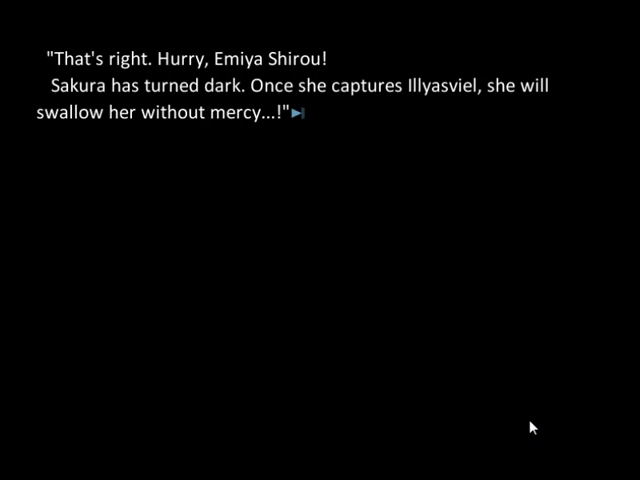 "That's right. Hurry, Emiya Shirou!
Sakura has turned dark. Once she captures Illyasviel, she will
swallow her without mercy...!"